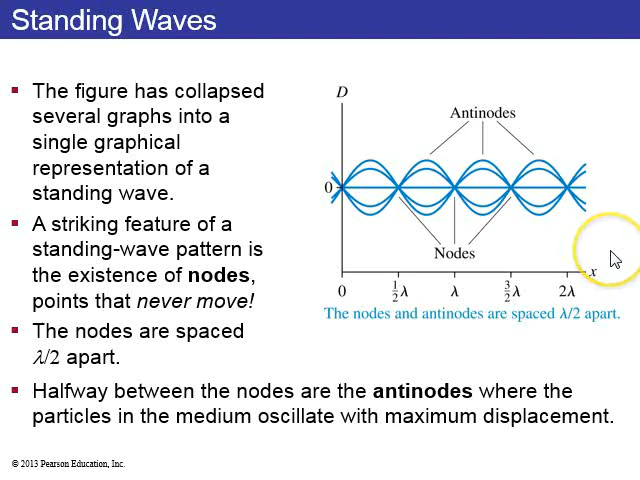 Standing Waves
▪ The figure has collapsed
several graphs into a
single graphical
representation of a
standing wave.
▪ A striking feature of a
standing-wave pattern is
the existence of nodes,
points that never move!
▪ The nodes are spaced
λ/2 apart.
▪ Halfway between the nodes are the antinodes where the
particles in the medium oscillate with maximum displacement.
D
Antinodes
0
Nodes
x
0 1/2 λ λ 3/2 λ 2λ
The nodes and antinodes are spaced λ/2 apart.
© 2013 Pearson Education, Inc.